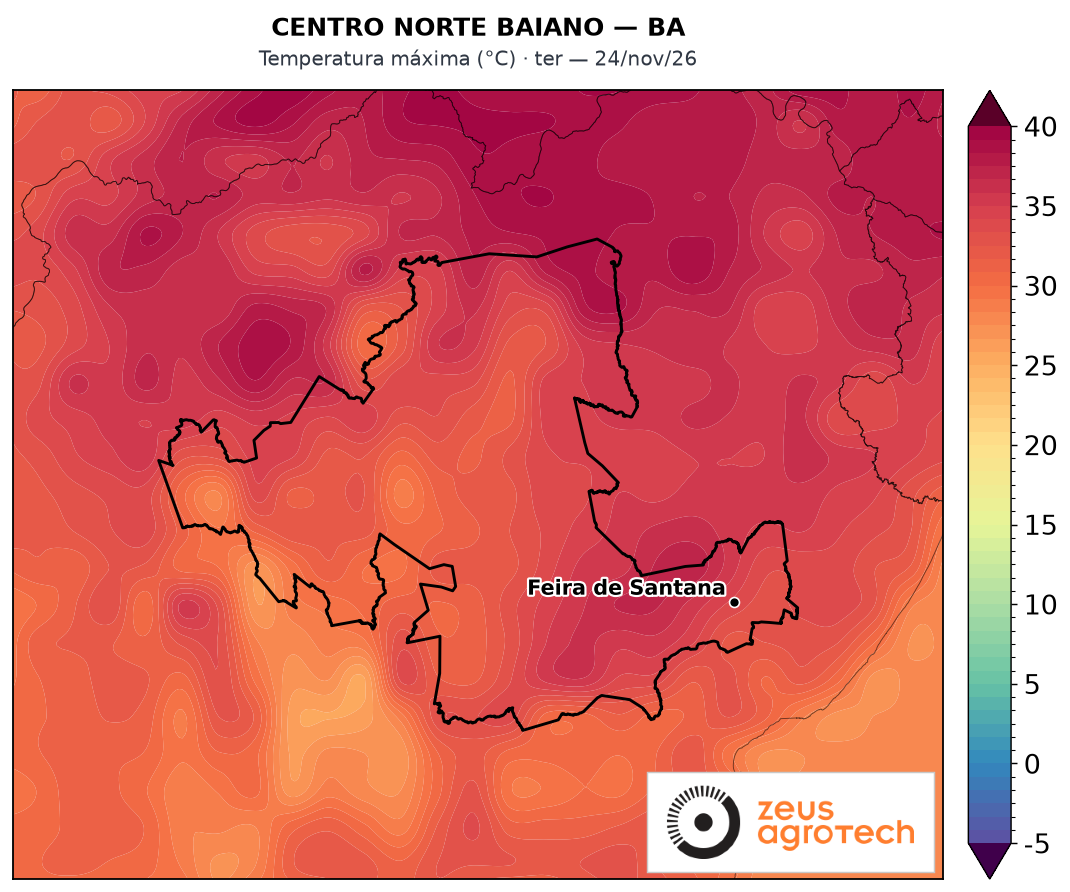 CENTRO NORTE BAIANO — BA
Temperatura máxima (°C) · ter — 24/nov/26
40
35
30
25
20
15
10
5
0
-5
Feira de Santana
zeus
agrotech